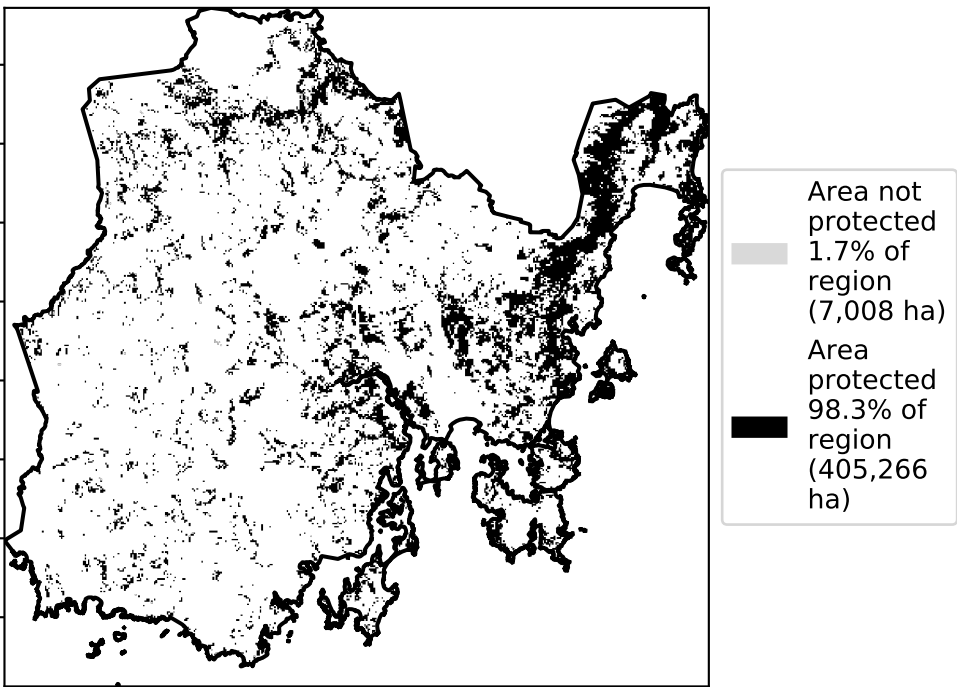 Area not
protected
1.7% of
region
(7,008 ha)
Area
protected
98.3% of
region
(405,266
ha)